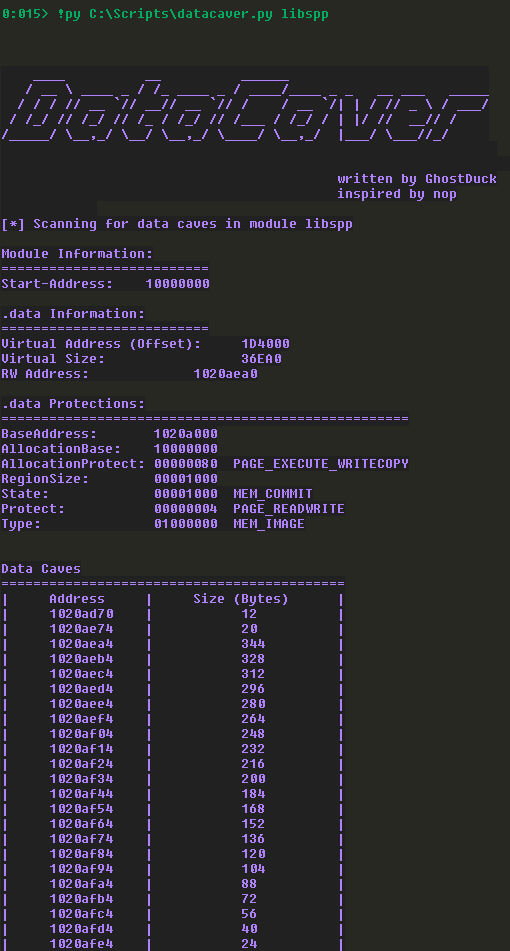 0:015> !py C:\Scripts\datacaver.py libspp
DataCaver
written by GhostDuck
inspired by nop
[*] Scanning for data caves in module libspp
Module Information:
==========================
Start-Address:    10000000
.data Information:
==========================
Virtual Address (Offset):     1D4000
Virtual Size:                 36EA0
RW Address:             1020aea0
.data Protections:
===================================================
BaseAddress:       1020a000
AllocationBase:    10000000
AllocationProtect: 00000080  PAGE_EXECUTE_WRITECOPY
RegionSize:        00001000
State:             00001000  MEM_COMMIT
Protect:           00000004  PAGE_READWRITE
Type:              01000000  MEM_IMAGE
Data Caves
===========================================
|     Address     |     Size (Bytes)      |
|     1020ad70    |           12          |
|     1020ae74    |           20          |
|     1020aea4    |           344         |
|     1020aeb4    |           328         |
|     1020aec4    |           312         |
|     1020aed4    |           296         |
|     1020aee4    |           280         |
|     1020aef4    |           264         |
|     1020af04    |           248         |
|     1020af14    |           232         |
|     1020af24    |           216         |
|     1020af34    |           200         |
|     1020af44    |           184         |
|     1020af54    |           168         |
|     1020af64    |           152         |
|     1020af74    |           136         |
|     1020af84    |           120         |
|     1020af94    |           104         |
|     1020afa4    |           88          |
|     1020afb4    |           72          |
|     1020afc4    |           56          |
|     1020afd4    |           40          |
|     1020afe4    |           24          |